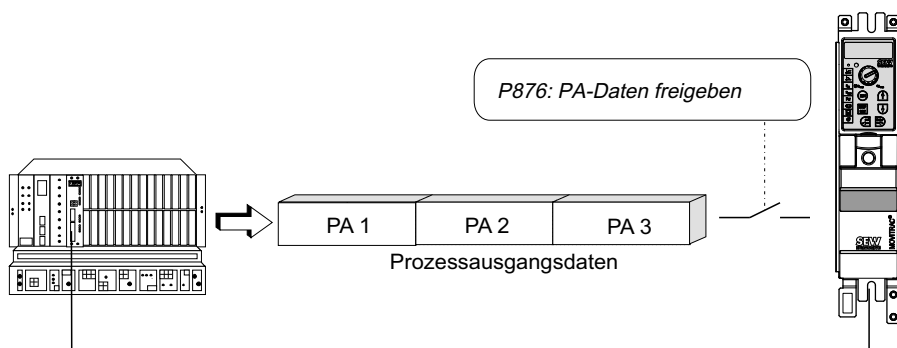 P876: PA-Daten freigeben
PA 1
PA 2
PA 3
Prozessausgangsdaten
SEW
MOVITRAC®